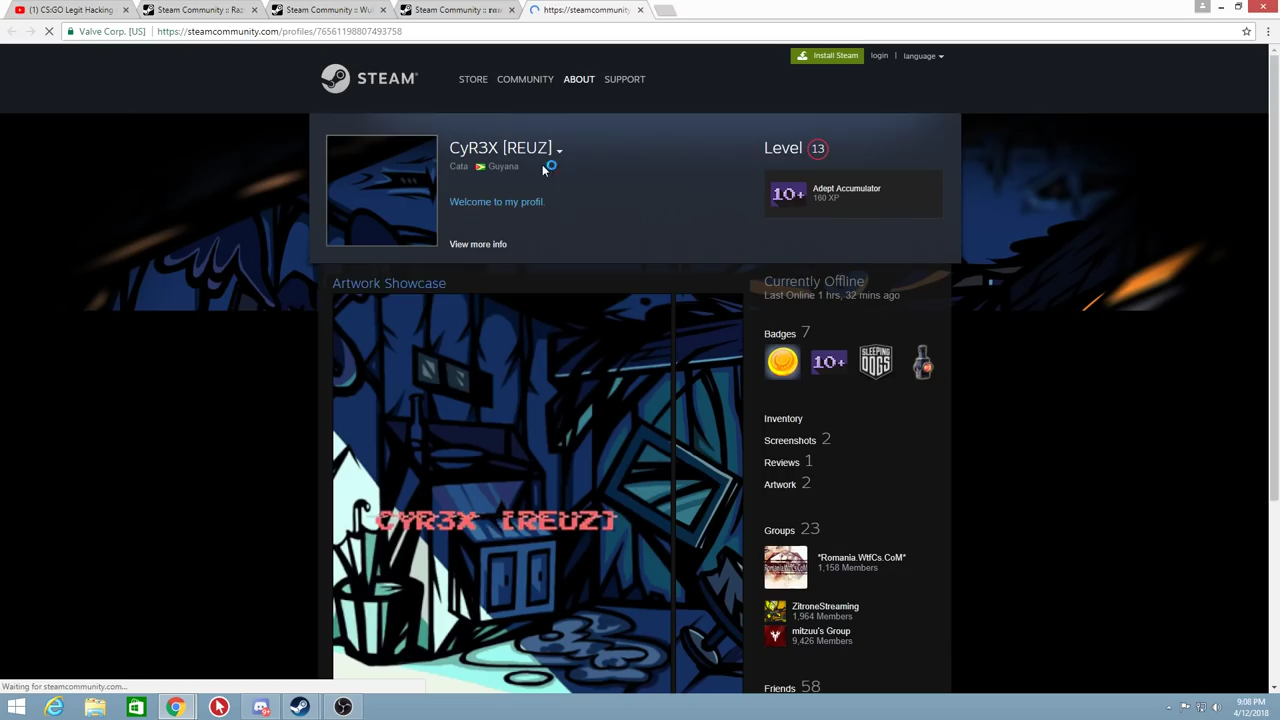 (1) CS:GO Legit Hacking
Steam Community :: Raz
Steam Community :: Wul
Steam Community ::
https://steamcommunity
Valve Corp. [US]
https://steamcommunity.com/profiles/76561198807493758
Install Steam
login
language
STEAM
STORE
COMMUNITY
ABOUT
SUPPORT
CyR3X [REUZ]
Cata
Guyana
Welcome to my profil.
View more info
Level 13
10+
Adept Accumulator
160 XP
Artwork Showcase
CYR3X [REUZ]
Currently Offline
Last Online 1 hrs, 32 mins ago
Badges 7
10+
SLEEPING DOGS
Inventory
Screenshots 2
Reviews 1
Artwork 2
Groups 23
*Romania.WtfCs.CoM*
1,158 Members
ZitroneStreaming
1,964 Members
mitzuu's Group
9,426 Members
Friends 58
Waiting for steamcommunity.com...
9:08 PM
4/12/2018